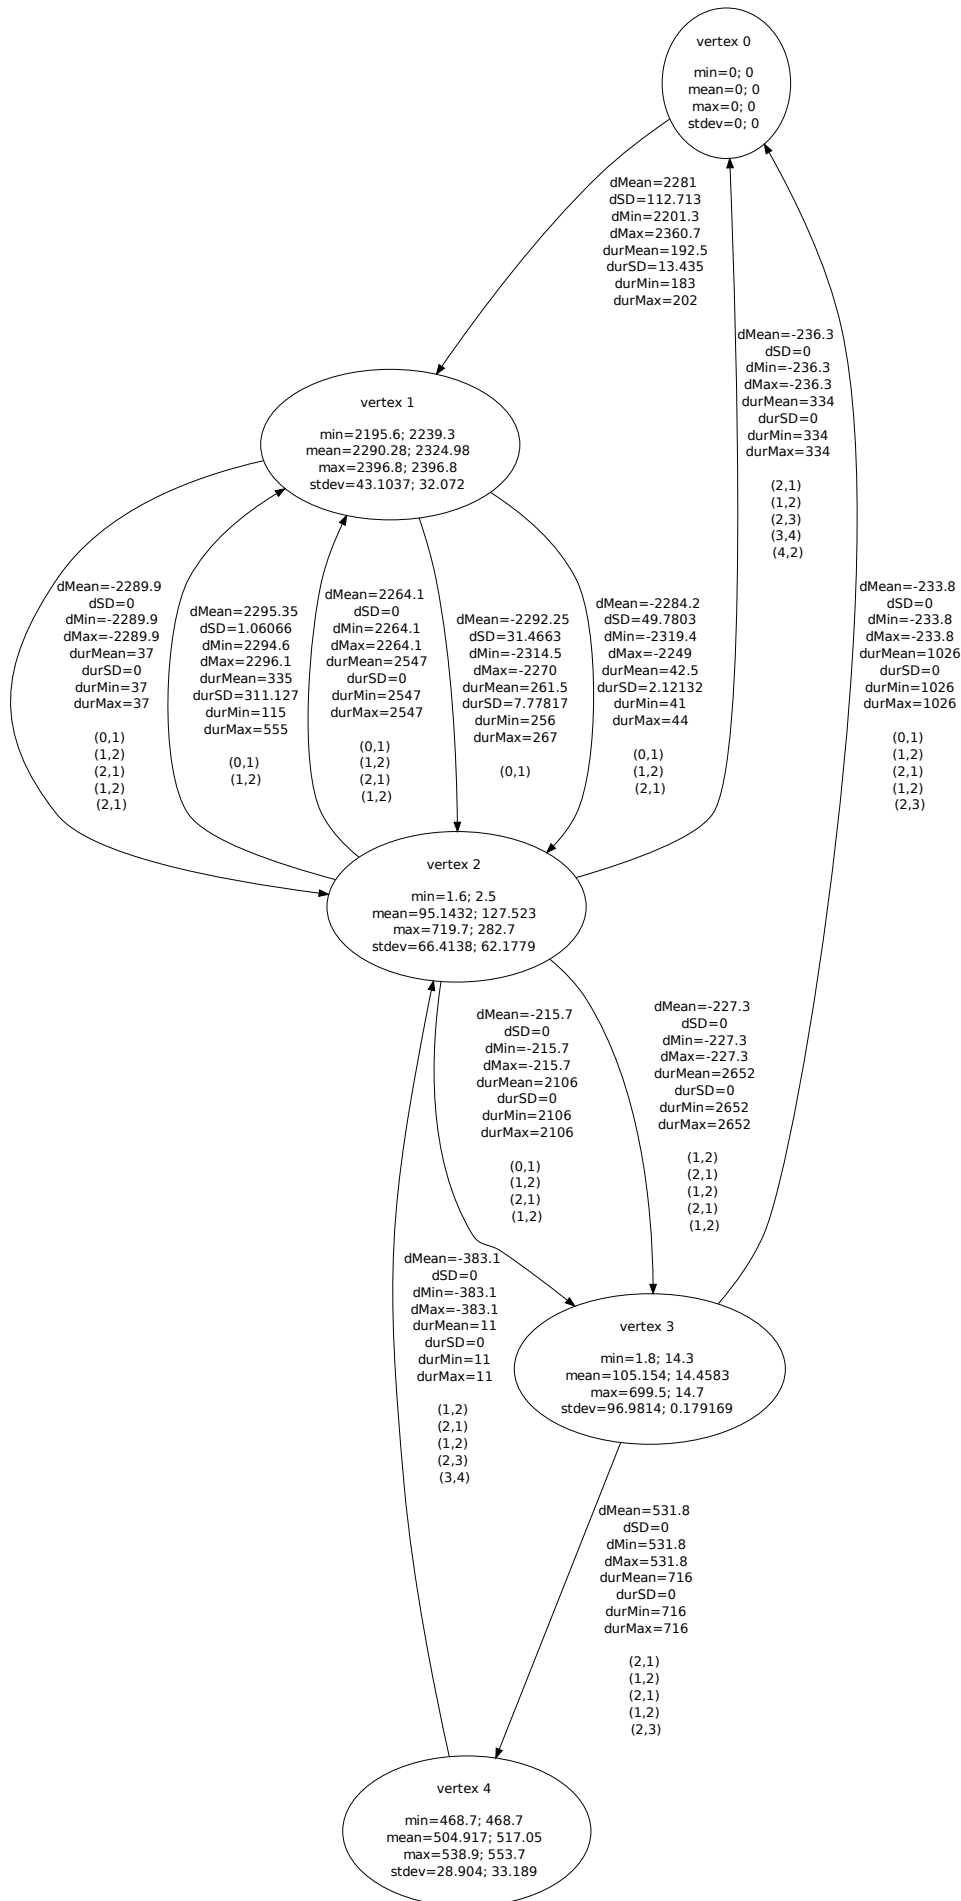 vertex 0
min=0; 0
mean=0; 0
max=0; 0
stdev=0; 0
dMean=2281
dSD=112.713
dMin=2201.3
dMax=2360.7
durMean=192.5
durSD=13.435
durMin=183
durMax=202
dMean=-236.3
dSD=0
dMin=-236.3
dMax=-236.3
durMean=334
durSD=0
durMin=334
durMax=334
(2,1)
(1,2)
(2,3)
(3,4)
(4,2)
vertex 1
min=2195.6; 2239.3
mean=2290.28; 2324.98
max=2396.8; 2396.8
stdev=43.1037; 32.072
dMean=-2289.9
dSD=0
dMin=-2289.9
dMax=-2289.9
durMean=37
durSD=0
durMin=37
durMax=37
(0,1)
(1,2)
(2,1)
(1,2)
(2,1)
dMean=2295.35
dSD=1.06066
dMin=2294.6
dMax=2296.1
durMean=335
durSD=311.127
durMin=115
durMax=555
(0,1)
(1,2)
dMean=2264.1
dSD=0
dMin=2264.1
dMax=2264.1
durMean=2547
durSD=0
durMin=2547
durMax=2547
(0,1)
(1,2)
(2,1)
(1,2)
dMean=-2292.25
dSD=31.4663
dMin=-2314.5
dMax=-2270
durMean=261.5
durSD=7.77817
durMin=256
durMax=267
(0,1)
dMean=-2284.2
dSD=49.7803
dMin=-2319.4
dMax=-2249
durMean=42.5
durSD=2.12132
durMin=41
durMax=44
(0,1)
(1,2)
(2,1)
dMean=-233.8
dSD=0
dMin=-233.8
dMax=-233.8
durMean=1026
durSD=0
durMin=1026
durMax=1026
(0,1)
(1,2)
(2,1)
(1,2)
(2,3)
vertex 2
min=1.6; 2.5
mean=95.1432; 127.523
max=719.7; 282.7
stdev=66.4138; 62.1779
dMean=-215.7
dSD=0
dMin=-215.7
dMax=-215.7
durMean=2106
durSD=0
durMin=2106
durMax=2106
(0,1)
(1,2)
(2,1)
(1,2)
dMean=-227.3
dSD=0
dMin=-227.3
dMax=-227.3
durMean=2652
durSD=0
durMin=2652
durMax=2652
(1,2)
(2,1)
(1,2)
(2,1)
(1,2)
dMean=-383.1
dSD=0
dMin=-383.1
dMax=-383.1
durMean=11
durSD=0
durMin=11
durMax=11
(1,2)
(2,1)
(1,2)
(2,3)
(3,4)
vertex 3
min=1.8; 14.3
mean=105.154; 14.4583
max=699.5; 14.7
stdev=96.9814; 0.179169
dMean=531.8
dSD=0
dMin=531.8
dMax=531.8
durMean=716
durSD=0
durMin=716
durMax=716
(2,1)
(1,2)
(2,1)
(1,2)
(2,3)
vertex 4
min=468.7; 468.7
mean=504.917; 517.05
max=538.9; 553.7
stdev=28.904; 33.189